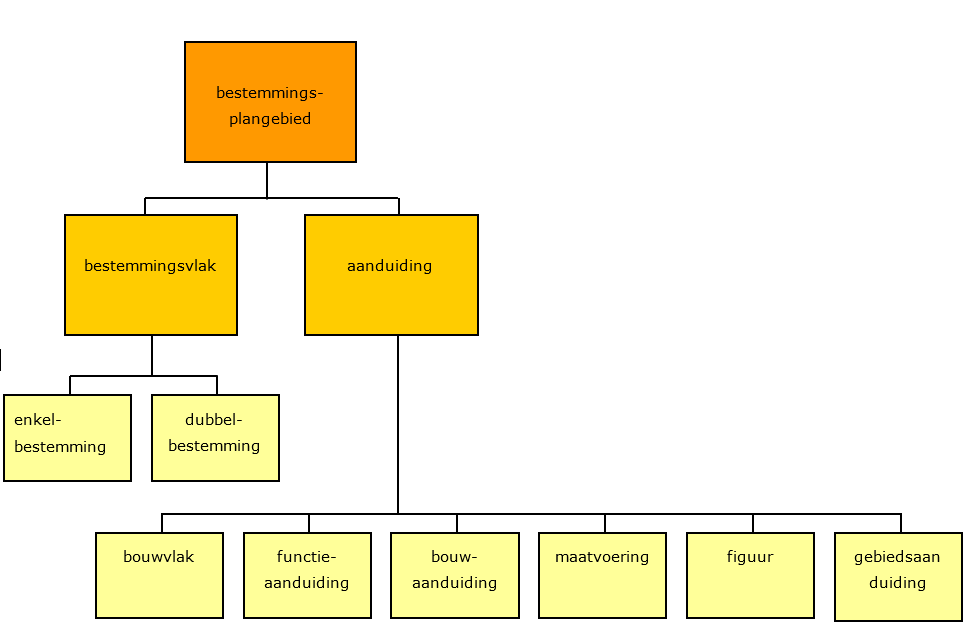 bestemmings-
plangebied
bestemmingsvlak
aanduiding
enkel-
bestemming
dubbel-
bestemming
bouwvlak
functie-
aanduiding
bouw-
aanduiding
maatvoering
figuur
gebiedsaan
duiding